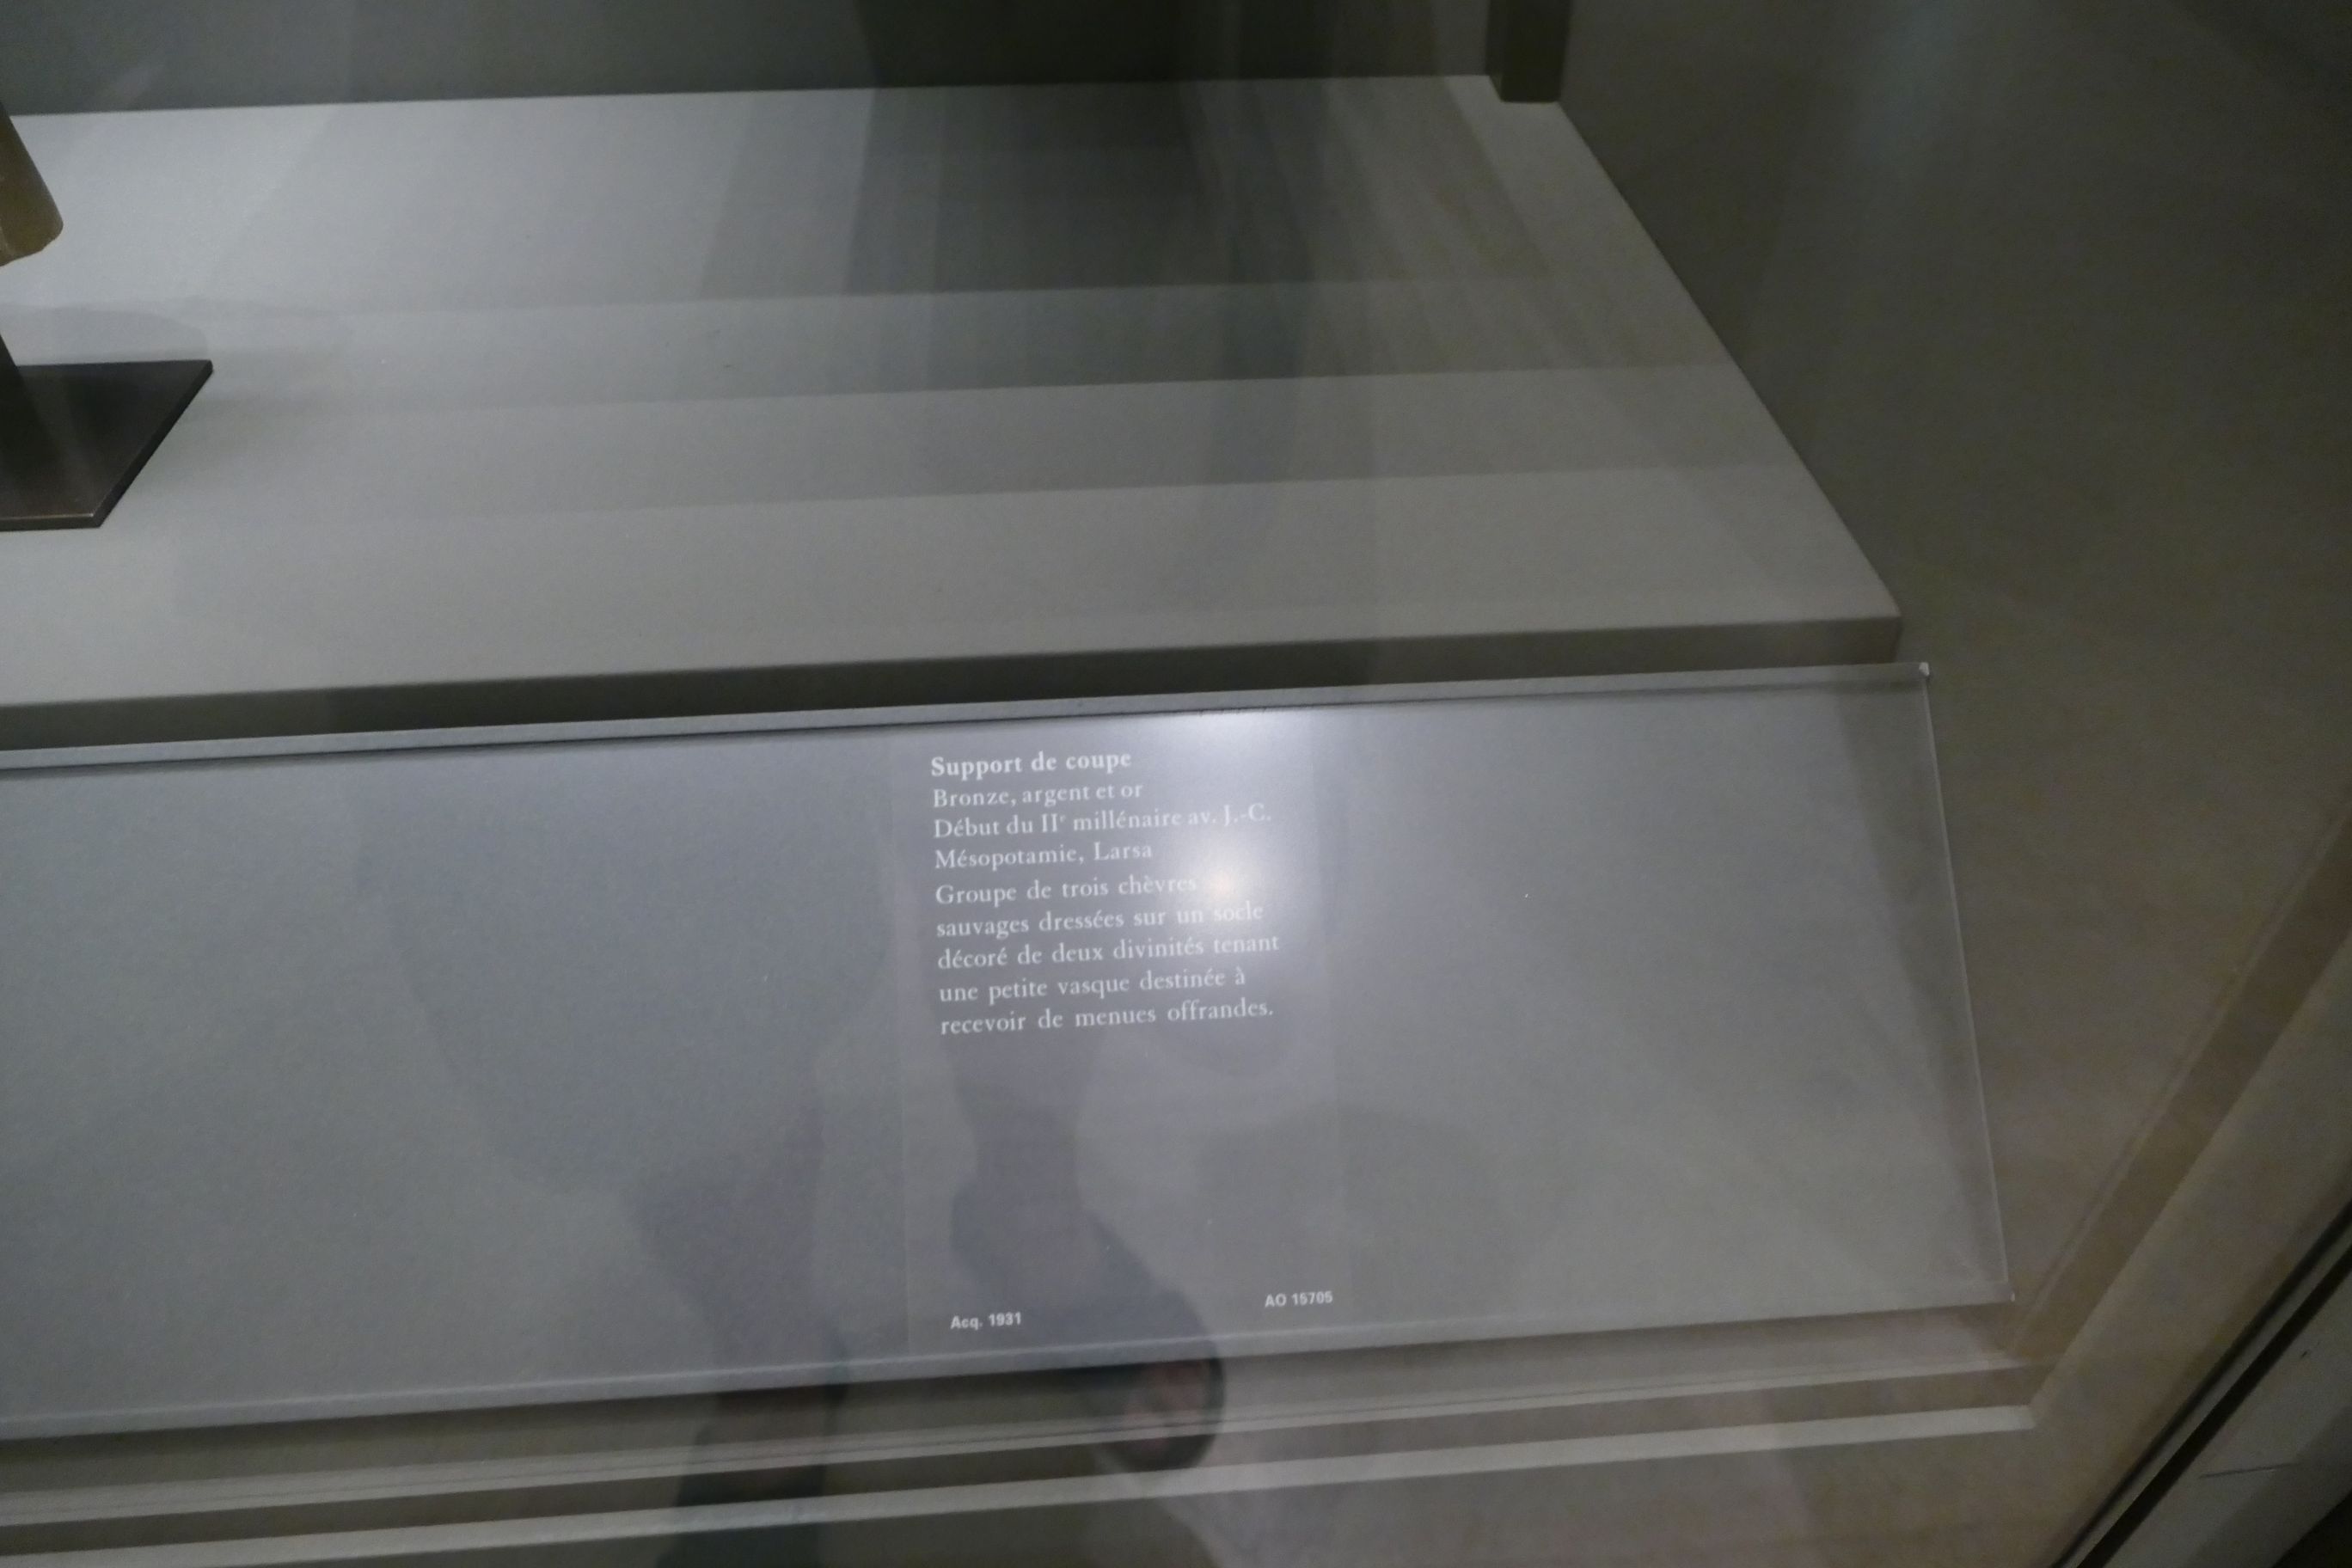 Support de coupe
Bronze, argent et or
Début du IIe millénaire av. J.-C.
Mésopotamie, Larsa
Groupe de trois chèvres
sauvages dressées sur un socle
décoré de deux divinités tenant
une petite vasque destinée à
recevoir de menues offrandes.
Acq. 1931
AO 15705